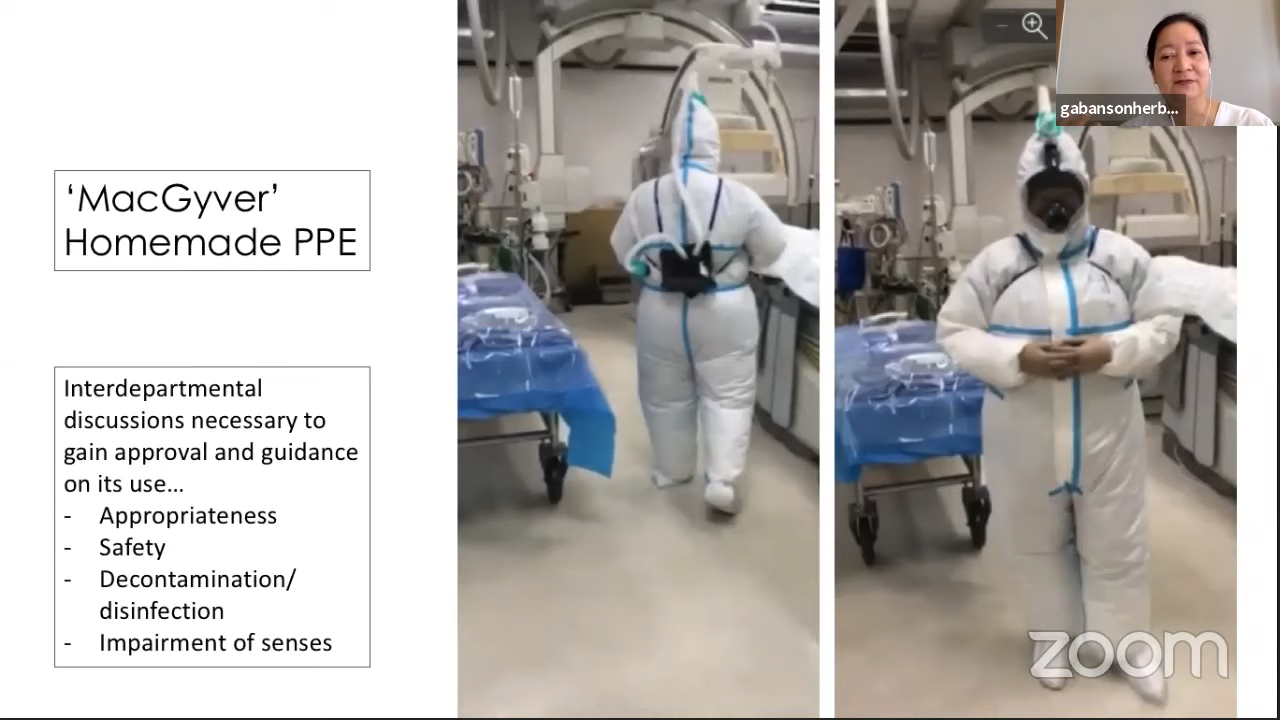 ‘MacGyver’
Homemade PPE
Interdepartmental
discussions necessary to
gain approval and guidance
on its use…
- Appropriateness
- Safety
- Decontamination/
disinfection
- Impairment of senses
gabansonherb...
zoom